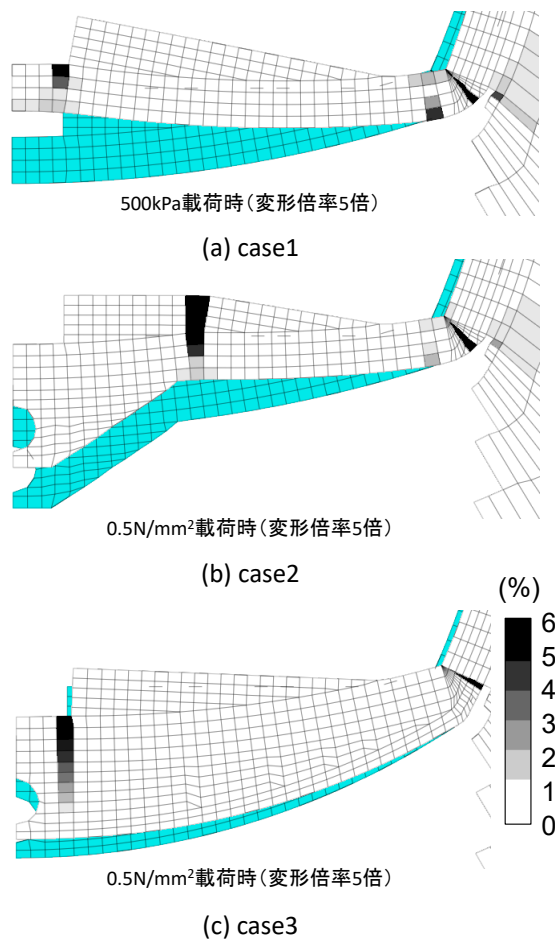 500kPa載荷時(変形倍率5倍)
(a) case1
0.5N/mm²載荷時(変形倍率5倍)
(b) case2
(%)
6
5
4
3
2
1
0
0.5N/mm²載荷時(変形倍率5倍)
(c) case3